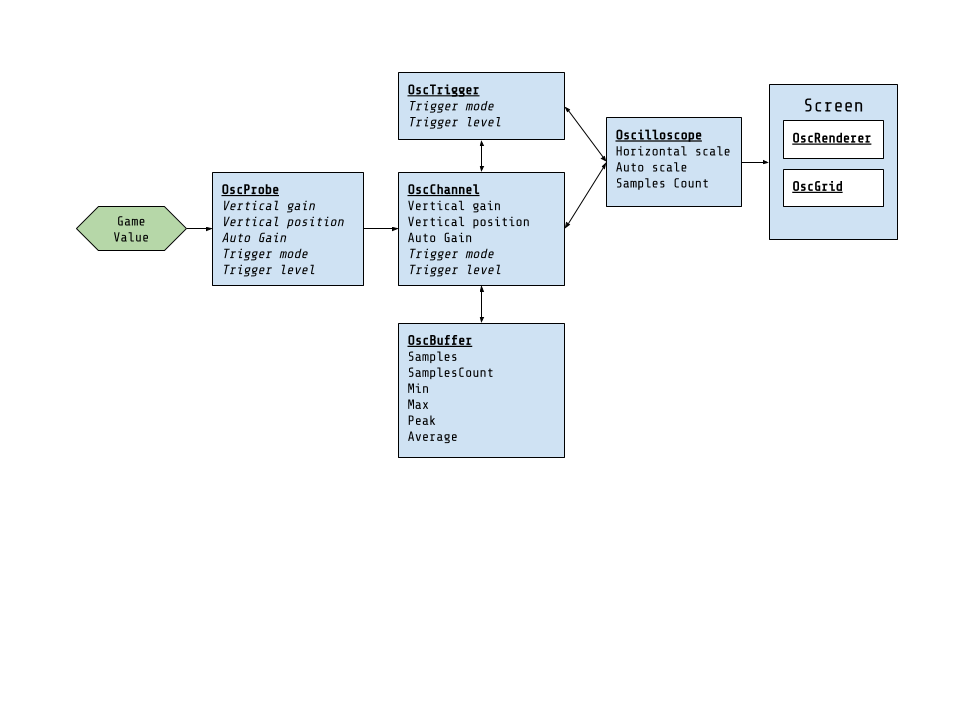 Game
Value
OscProbe
Vertical gain
Vertical position
Auto Gain
Trigger mode
Trigger level
OscTrigger
Trigger mode
Trigger level
OscChannel
Vertical gain
Vertical position
Auto Gain
Trigger mode
Trigger level
OscBuffer
Samples
SamplesCount
Min
Max
Peak
Average
Oscilloscope
Horizontal scale
Auto scale
Samples Count
Screen
OscRenderer
OscGrid